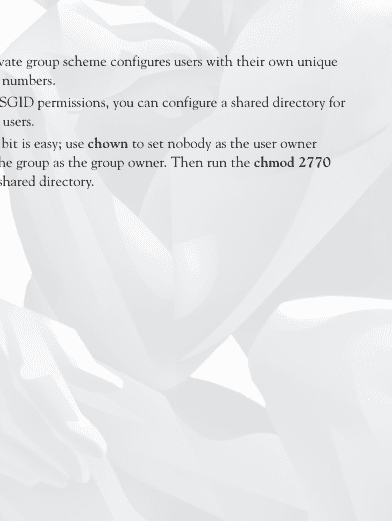 vate group scheme configures users with their own unique
numbers.
SGID permissions, you can configure a shared directory for
users.
bit is easy; use chown to set nobody as the user owner
he group as the group owner. Then run the chmod 2770
shared directory.